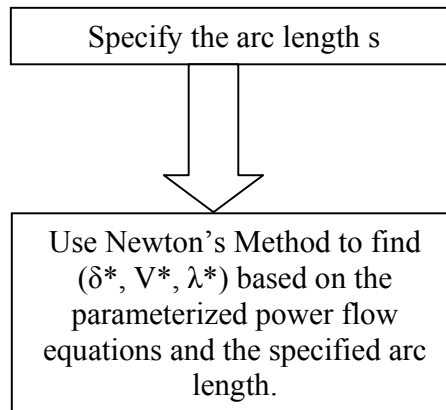 Specify the arc length s
Use Newton’s Method to find
(δ*, V*, λ*) based on the
parameterized power flow
equations and the specified arc
length.